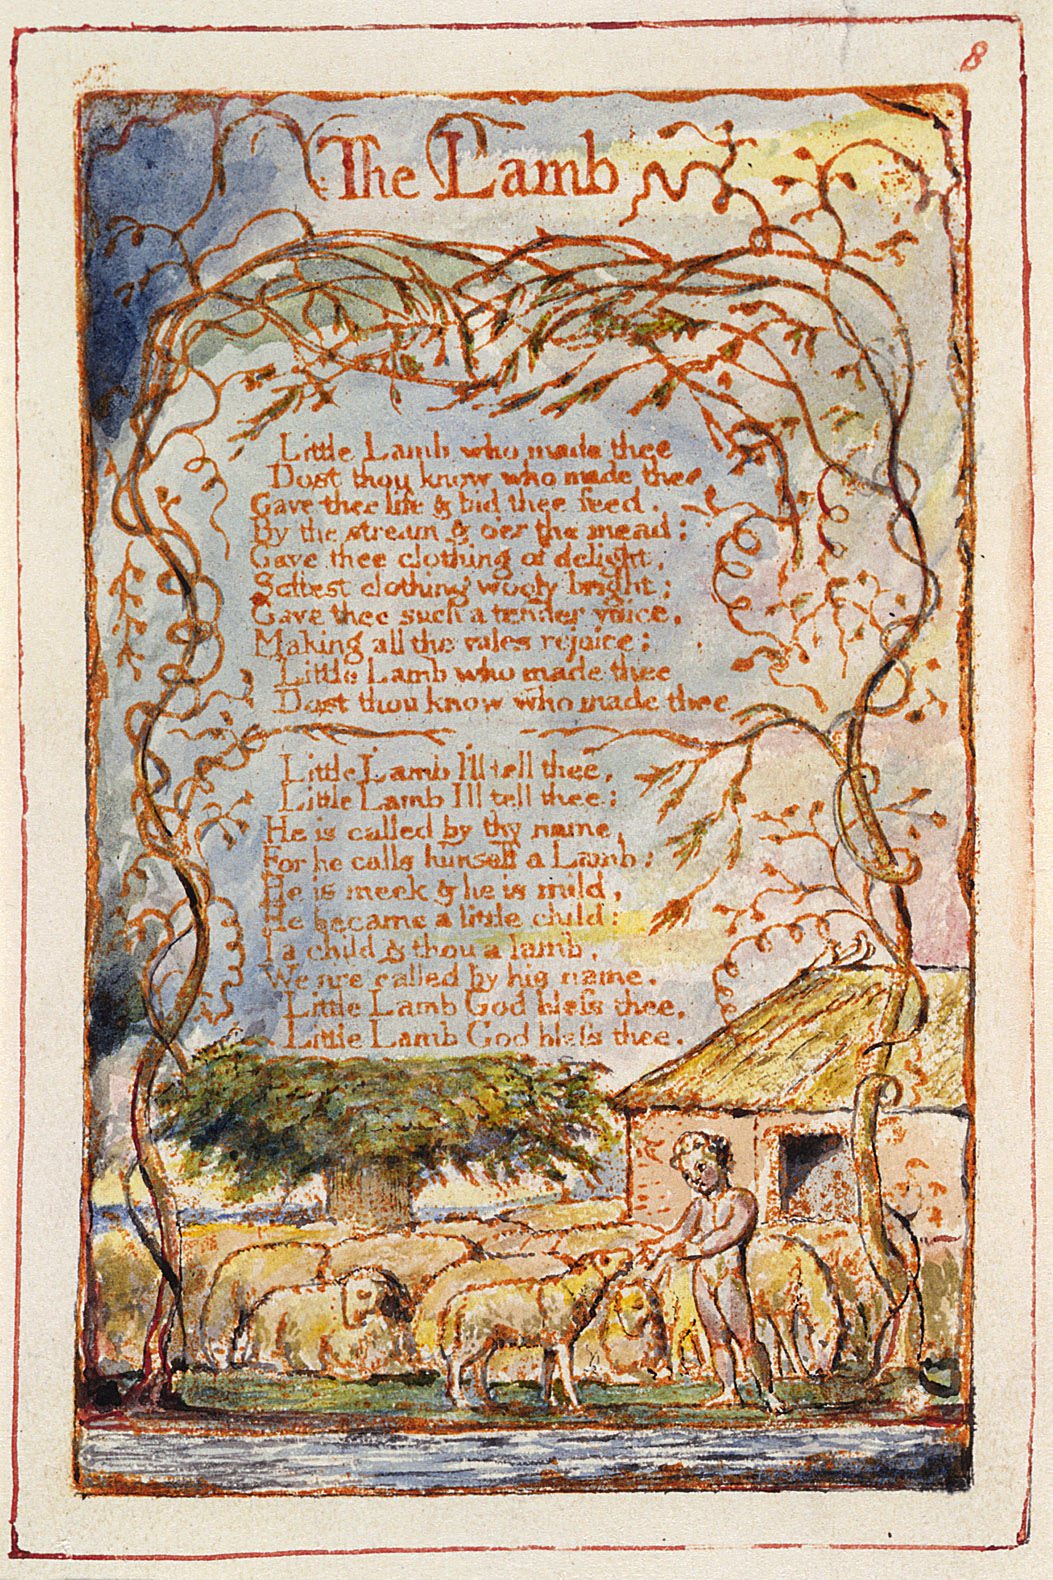 8
The Lamb
Little Lamb who made thee
Dost thou know who made thee
Gave thee life & bid thee feed.
By the stream & o'er the mead;
Gave thee clothing of delight,
Softest clothing wooly bright;
Gave thee such a tender voice,
Making all the vales rejoice;
Little Lamb who made thee
Dost thou know who made thee
Little Lamb I'll tell thee,
Little Lamb I'll tell thee;
He is called by thy name,
For he calls himself a Lamb:
He is meek & he is mild,
He became a little child:
I a child & thou a lamb,
We are called by his name.
Little Lamb God bless thee.
Little Lamb God bless thee.